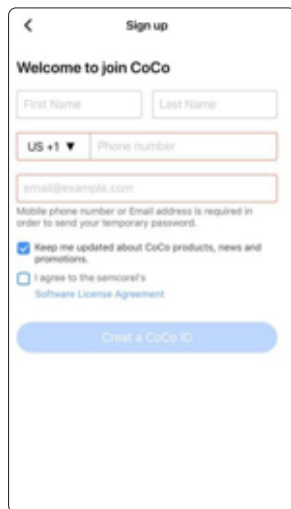 Sign up
Welcome to join CoCo
First Name
Last Name
US +1 ▼
Phone number
email@example.com
Mobile phone number or Email address is required in
order to send your temporary password.
Keep me updated about CoCo products, news and
promotions.
I agree to the semcorel's
Software License Agreement
Creat a CoCo ID